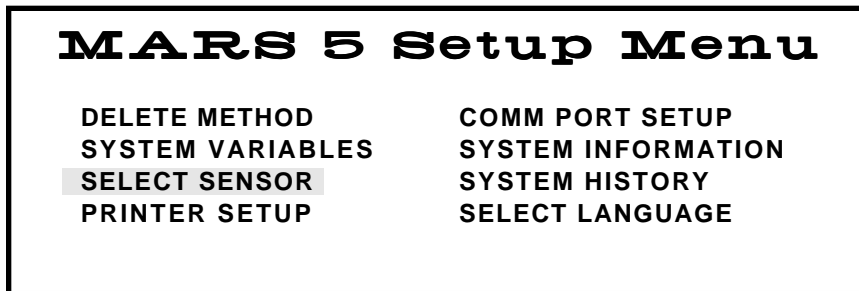 MARS 5 Setup Menu
DELETE METHOD
SYSTEM VARIABLES
SELECT SENSOR
PRINTER SETUP
COMM PORT SETUP
SYSTEM INFORMATION
SYSTEM HISTORY
SELECT LANGUAGE